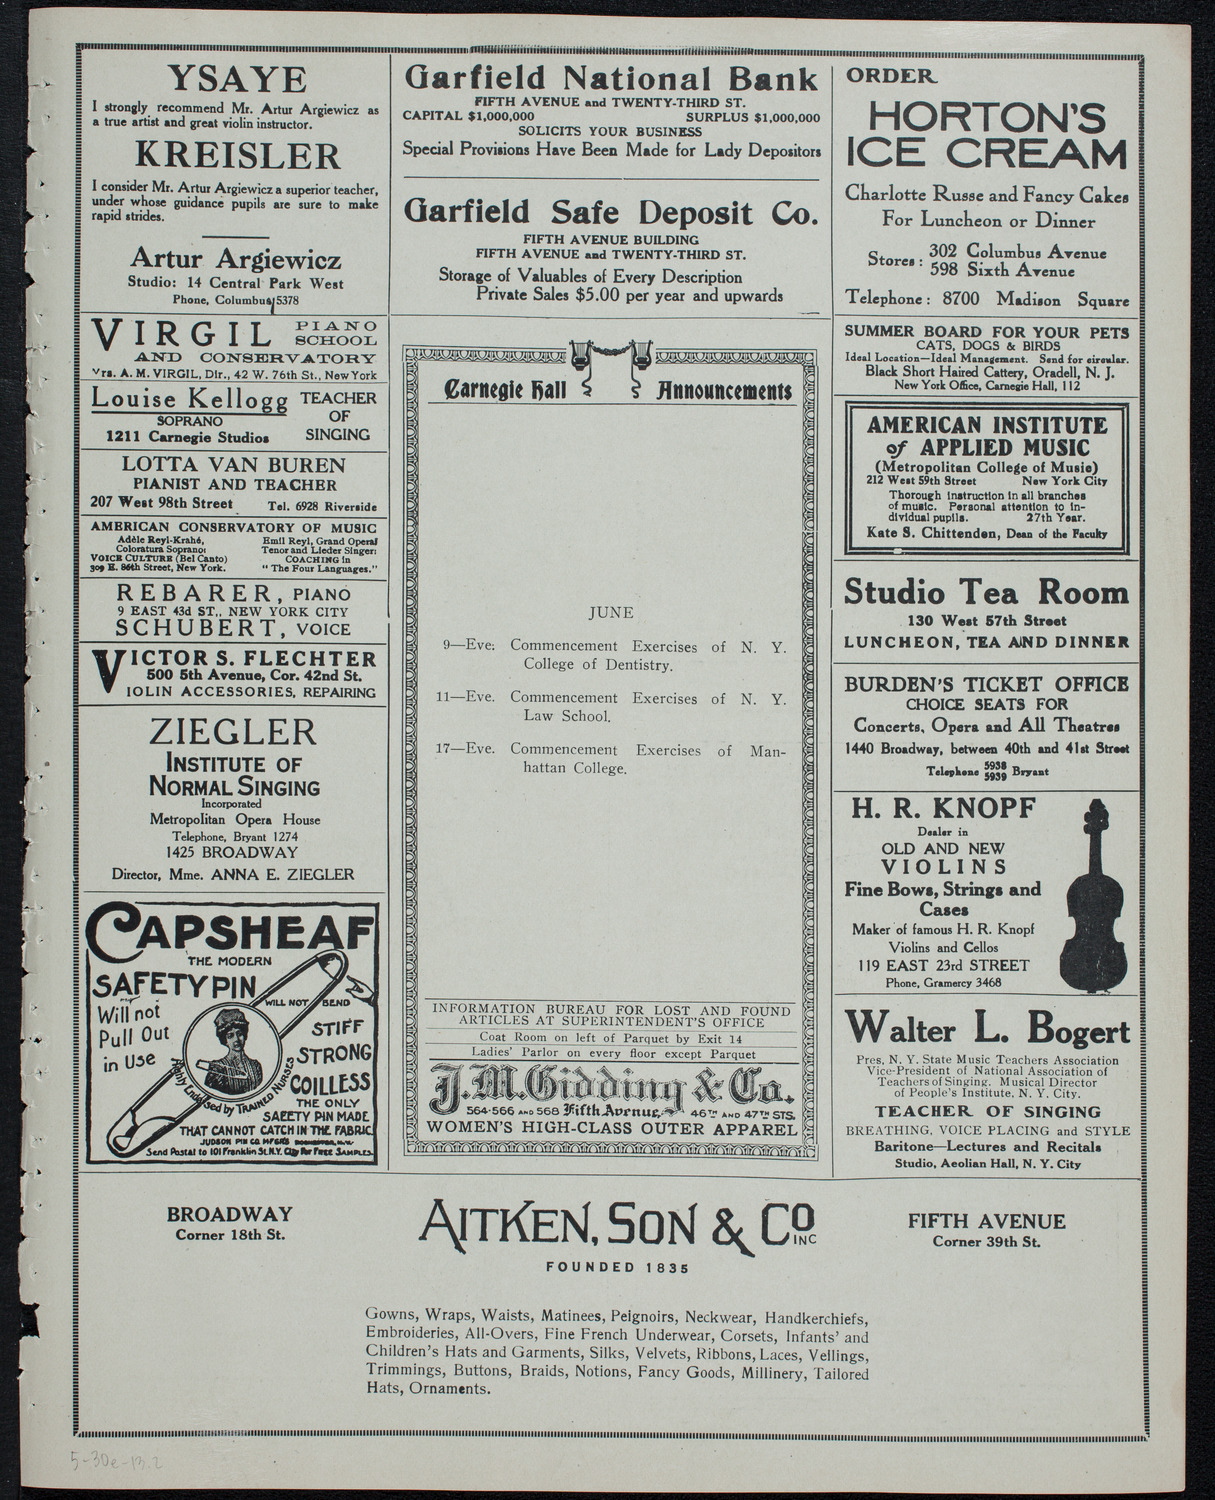 YSAYE
I strongly recommend Mr. Artur Argiewicz as
a true artist and great violin instructor.
KREISLER
I consider Mr. Artur Argiewicz a superior teacher,
under whose guidance pupils are sure to make
rapid strides.
Artur Argiewicz
Studio: 14 Central Park West
Phone, Columbus 5378
VIRGIL PIANO SCHOOL
AND CONSERVATORY
Mrs. A. M. VIRGIL, Dir., 42 W. 76th St., New York
Louise Kellogg TEACHER
SOPRANO OF
1211 Carnegie Studios SINGING
LOTTA VAN BUREN
PIANIST AND TEACHER
207 West 98th Street Tel. 6928 Riverside
AMERICAN CONSERVATORY OF MUSIC
Adèle Reyl-Krahé, Emil Reyl, Grand Opera
Coloratura Soprano: Tenor and Lieder Singer:
VOICE CULTURE (Bel Canto) COACHING in
309 E. 86th Street, New York. "The Four Languages."
REBARER, PIANO
9 EAST 43d ST., NEW YORK CITY
SCHUBERT, VOICE
VICTOR S. FLECHTER
500 5th Avenue, Cor. 42nd St.
VIOLIN ACCESSORIES, REPAIRING
ZIEGLER
INSTITUTE OF
NORMAL SINGING
Incorporated
Metropolitan Opera House
Telephone, Bryant 1274
1425 BROADWAY
Director, Mme. ANNA E. ZIEGLER
CAPSHEAF
THE MODERN
SAFETY PIN
WILL NOT BEND
Will not
Pull Out
in Use
STIFF
STRONG
COILLESS
Highly Endorsed by TRAINED NURSES
THE ONLY
SAFETY PIN MADE
THAT CANNOT CATCH IN THE FABRIC
JUDSON PIN CO. MFGRS. ROCHESTER, N.Y.
Send Postal to 101 Franklin St. N.Y. City for FREE SAMPLES.
Garfield National Bank
FIFTH AVENUE and TWENTY-THIRD ST.
CAPITAL $1,000,000 SURPLUS $1,000,000
SOLICITS YOUR BUSINESS
Special Provisions Have Been Made for Lady Depositors
Garfield Safe Deposit Co.
FIFTH AVENUE BUILDING
FIFTH AVENUE and TWENTY-THIRD ST.
Storage of Valuables of Every Description
Private Sales $5.00 per year and upwards
Carnegie Hall Announcements
JUNE
9—Eve. Commencement Exercises of N. Y.
College of Dentistry.
11—Eve. Commencement Exercises of N. Y.
Law School.
17—Eve. Commencement Exercises of Man-
hattan College.
INFORMATION BUREAU FOR LOST AND FOUND
ARTICLES AT SUPERINTENDENT'S OFFICE
Coat Room on left of Parquet by Exit 14
Ladies' Parlor on every floor except Parquet
J.M. Gidding & Co.
564-566 AND 568 Fifth Avenue, 46TH AND 47TH STS.
WOMEN'S HIGH-CLASS OUTER APPAREL
ORDER
HORTON'S
ICE CREAM
Charlotte Russe and Fancy Cakes
For Luncheon or Dinner
Stores: 302 Columbus Avenue
598 Sixth Avenue
Telephone: 8700 Madison Square
SUMMER BOARD FOR YOUR PETS
CATS, DOGS & BIRDS
Ideal Location—Ideal Management. Send for circular.
Black Short Haired Cattery, Oradell, N. J.
New York Office, Carnegie Hall, 112
AMERICAN INSTITUTE
of APPLIED MUSIC
(Metropolitan College of Music)
212 West 59th Street New York City
Thorough instruction in all branches
of music. Personal attention to in-
dividual pupils. 27th Year.
Kate S. Chittenden, Dean of the Faculty
Studio Tea Room
130 West 57th Street
LUNCHEON, TEA AND DINNER
BURDEN'S TICKET OFFICE
CHOICE SEATS FOR
Concerts, Opera and All Theatres
1440 Broadway, between 40th and 41st Street
Telephone 5938 5939 Bryant
H. R. KNOPF
Dealer in
OLD AND NEW
VIOLINS
Fine Bows, Strings and
Cases
Maker of famous H. R. Knopf
Violins and Cellos
119 EAST 23rd STREET
Phone, Gramercy 3468
Walter L. Bogert
Pres. N. Y. State Music Teachers Association
Vice-President of National Association of
Teachers of Singing. Musical Director
of People's Institute, N. Y. City.
TEACHER OF SINGING
BREATHING, VOICE PLACING and STYLE
Baritone—Lectures and Recitals
Studio, Aeolian Hall, N. Y. City
BROADWAY
Corner 18th St.
AITKEN, SON & CO INC
FOUNDED 1835
FIFTH AVENUE
Corner 39th St.
Gowns, Wraps, Waists, Matinees, Peignoirs, Neckwear, Handkerchiefs,
Embroideries, All-Overs, Fine French Underwear, Corsets, Infants' and
Children's Hats and Garments, Silks, Velvets, Ribbons, Laces, Vellings,
Trimmings, Buttons, Braids, Notions, Fancy Goods, Millinery, Tailored
Hats, Ornaments.
5-30e-13.2